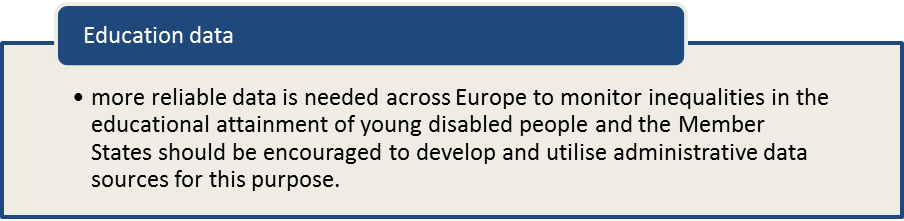 Education data
• more reliable data is needed across Europe to monitor inequalities in the
educational attainment of young disabled people and the Member
States should be encouraged to develop and utilise administrative data
sources for this purpose.